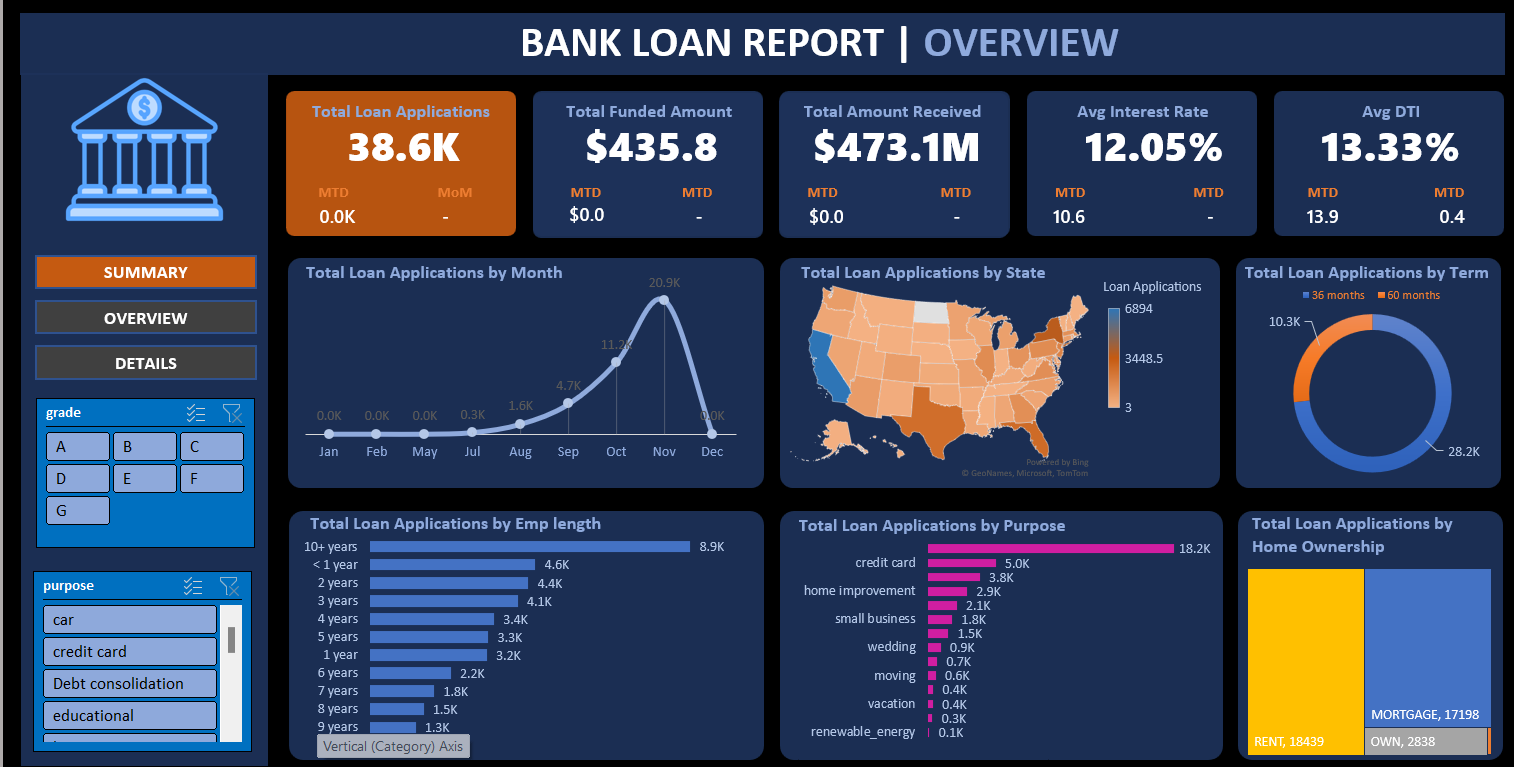 BANK LOAN REPORT | OVERVIEW
Total Loan Applications
38.6K
MTD MoM
0.0K -
Total Funded Amount
$435.8
MTD MTD
$0.0 -
Total Amount Received
$473.1M
MTD MTD
$0.0 -
Avg Interest Rate
12.05%
MTD MTD
10.6 -
Avg DTI
13.33%
MTD MTD
13.9 0.4
SUMMARY
OVERVIEW
DETAILS
grade
A B C
D E F
G
purpose
car
credit card
Debt consolidation
educational
Total Loan Applications by Month
20.9K
11.2K
4.7K
1.6K
0.0K 0.0K 0.0K 0.3K 0.0K
Jan Feb May Jul Aug Sep Oct Nov Dec
Total Loan Applications by State
Loan Applications
6894
3448.5
3
Powered by Bing
© GeoNames, Microsoft, TomTom
Total Loan Applications by Term
36 months 60 months
10.3K
28.2K
Total Loan Applications by Emp length
10+ years 8.9K
< 1 year 4.6K
2 years 4.4K
3 years 4.1K
4 years 3.4K
5 years 3.3K
1 year 3.2K
6 years 2.2K
7 years 1.8K
8 years 1.5K
9 years 1.3K
Vertical (Category) Axis
Total Loan Applications by Purpose
18.2K
credit card 5.0K
3.8K
home improvement 2.9K
2.1K
small business 1.8K
1.5K
wedding 0.9K
0.7K
moving 0.6K
0.4K
vacation 0.4K
0.3K
renewable_energy 0.1K
Total Loan Applications by
Home Ownership
MORTGAGE, 17198
RENT, 18439
OWN, 2838